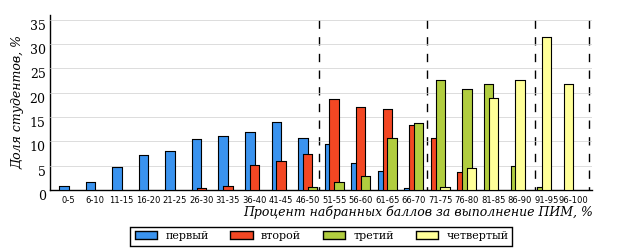 Доля студентов, %
35
30
25
20
15
10
5
0
0-5 6-10 11-15 16-20 21-25 26-30 31-35 36-40 41-45 46-50 51-55 56-60 61-65 66-70 71-75 76-80 81-85 86-90 91-95 96-100
Процент набранных баллов за выполнение ПИМ, %
первый второй третий четвертый